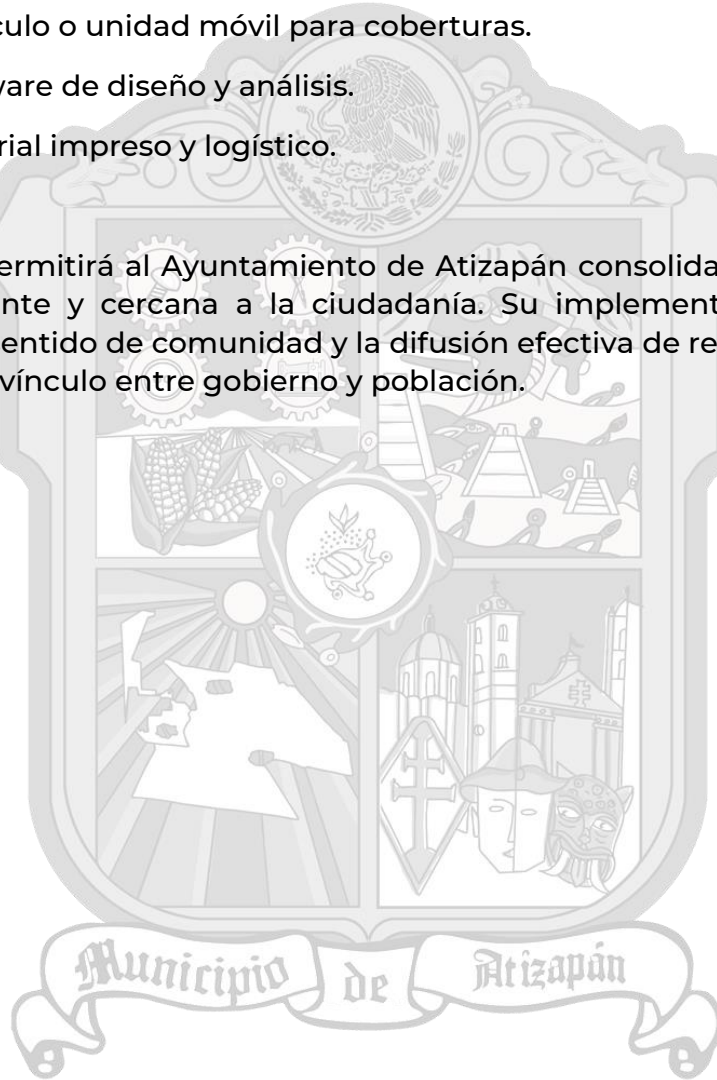 culo o unidad móvil para coberturas.
ware de diseño y análisis.
rial impreso y logístico.
ermitirá al Ayuntamiento de Atizapán consolida
nte y cercana a la ciudadanía. Su implement
entido de comunidad y la difusión efectiva de re
vínculo entre gobierno y población.
Municipio de Atizapán